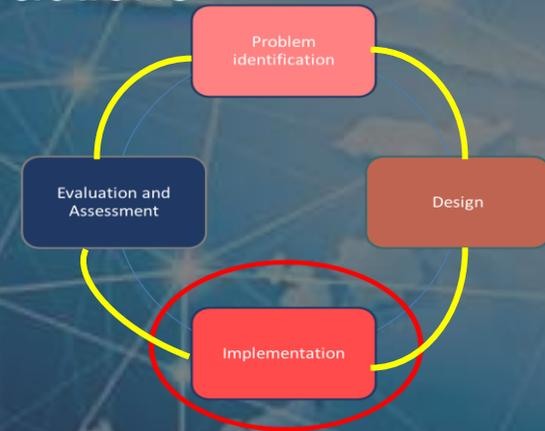 Problem
identification
Evaluation and
Assessment
Design
Implementation